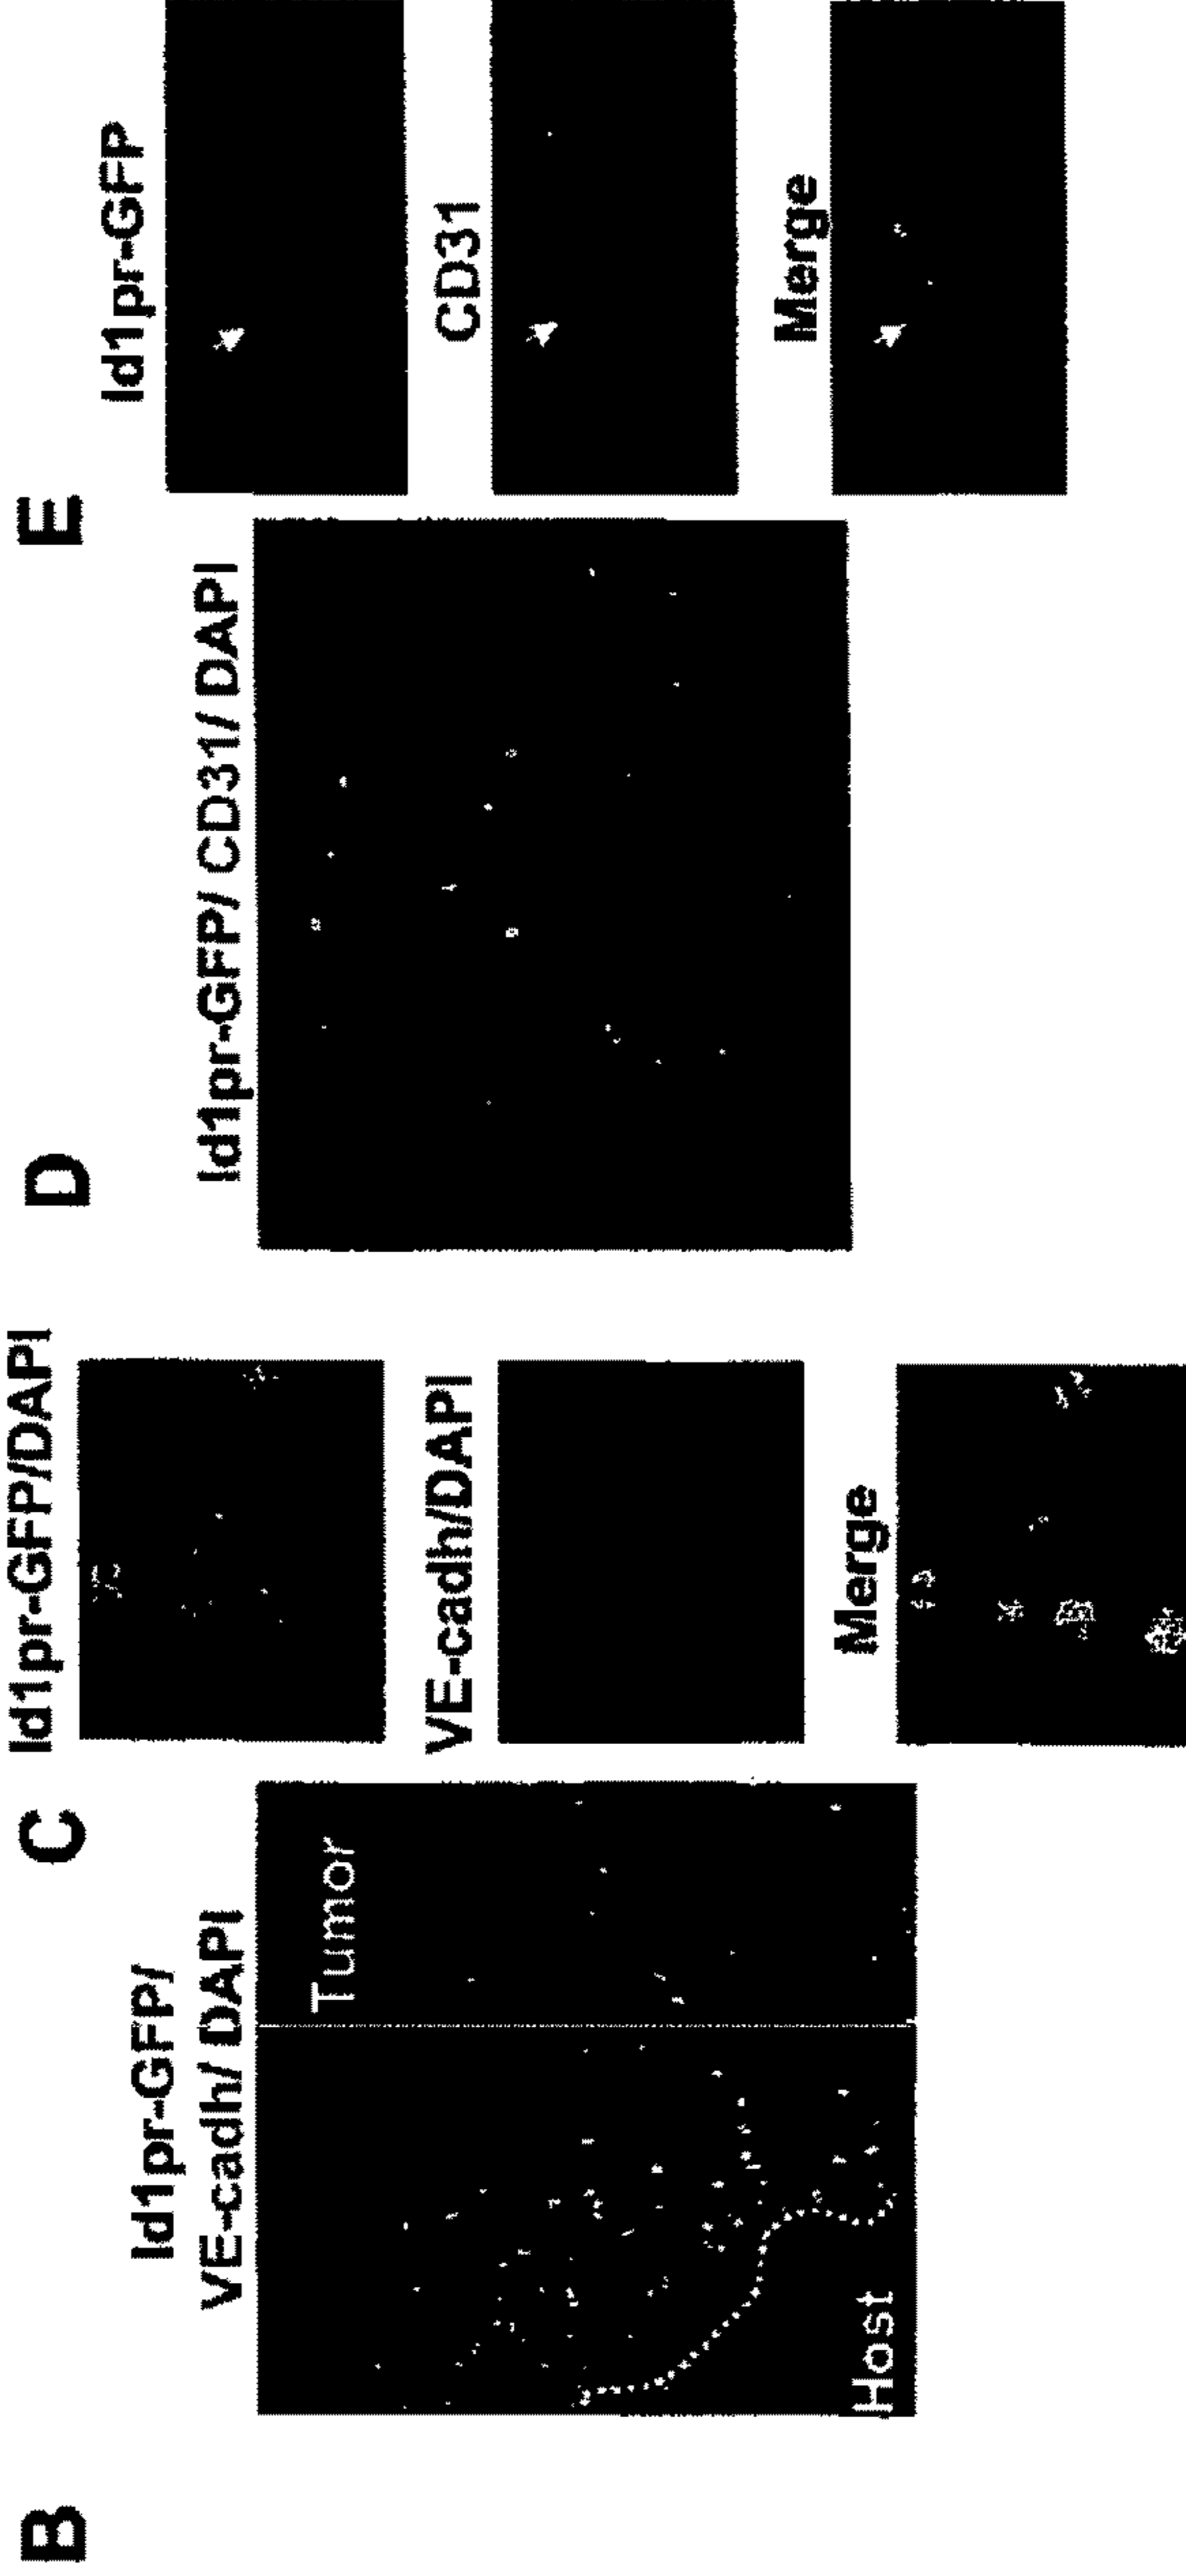 B
Id1pr-GFP/
VE-cadh/ DAPI
Tumor
Host
C
Id1pr-GFP/DAPI
VE-cadh/DAPI
Merge
D
Id1pr-GFP/ CD31/ DAPI
E
Id1pr-GFP
CD31
Merge